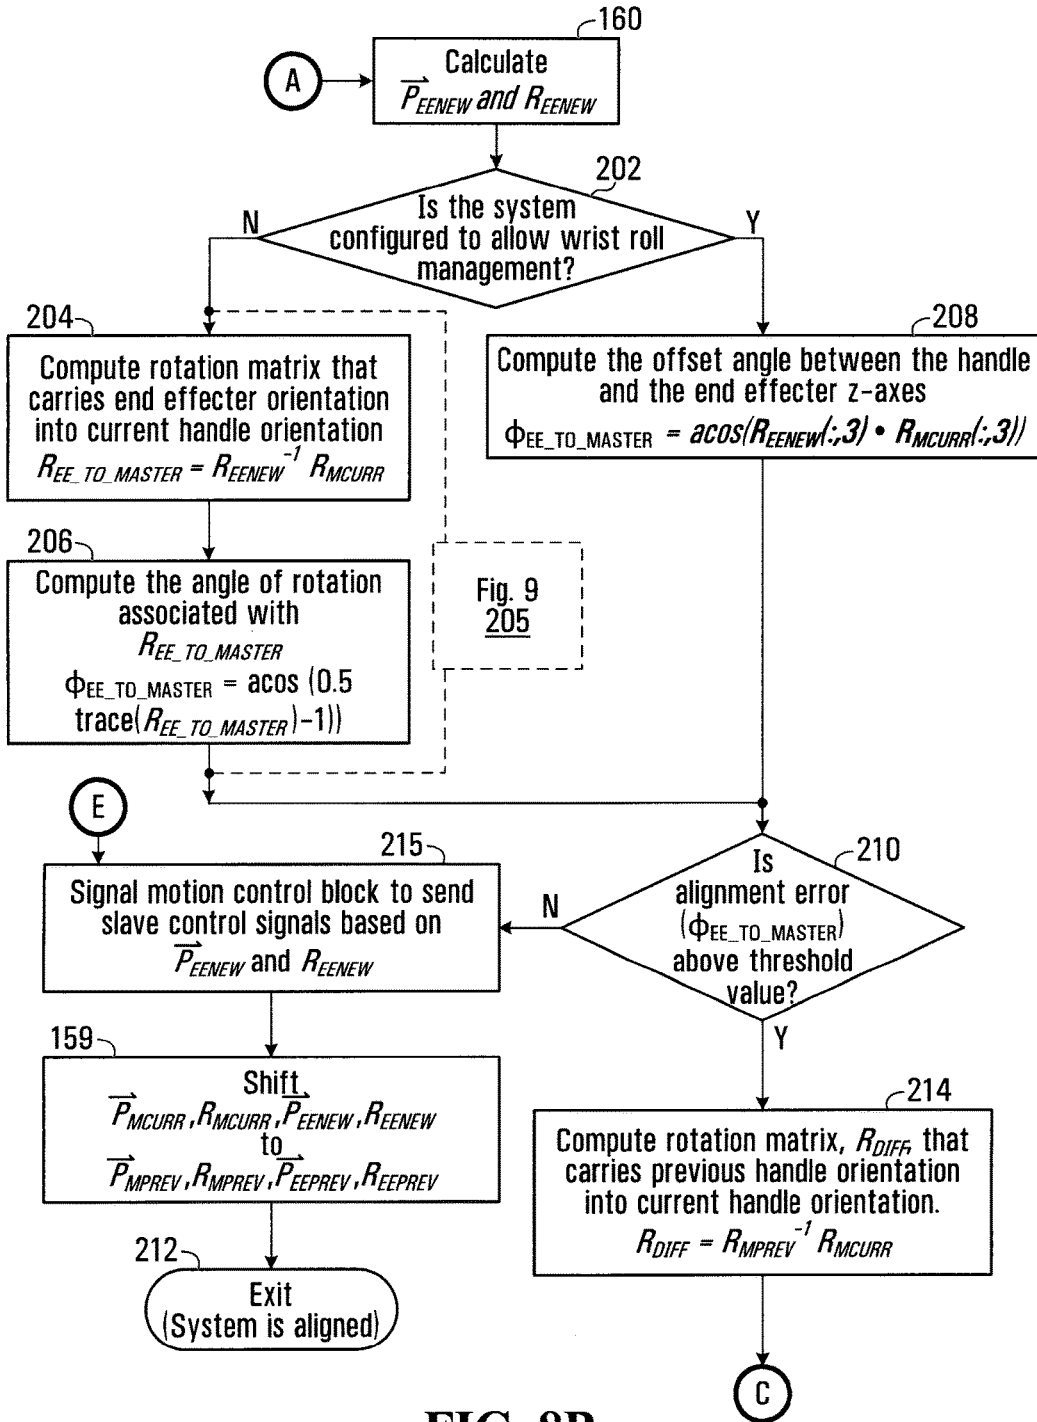 160
A
Calculate
P_EENEW and R_EENEW
202
N
Is the system
configured to allow wrist roll
management?
Y
204
Compute rotation matrix that
carries end effecter orientation
into current handle orientation
R_EE_TO_MASTER = R_EENEW^-1 R_MCURR
208
Compute the offset angle between the handle
and the end effecter z-axes
Φ_EE_TO_MASTER = acos(R_EENEW(:,3) • R_MCURR(:,3))
206
Compute the angle of rotation
associated with
R_EE_TO_MASTER
Φ_EE_TO_MASTER = acos (0.5
trace(R_EE_TO_MASTER)-1))
Fig. 9
205
E
215
Signal motion control block to send
slave control signals based on
P_EENEW and R_EENEW
N
210
Is
alignment error
(Φ_EE_TO_MASTER)
above threshold
value?
Y
159
Shift
P_MCURR, R_MCURR, P_EENEW, R_EENEW
to
P_MPREV, R_MPREV, P_EEPREV, R_EEPREV
214
Compute rotation matrix, R_DIFF, that
carries previous handle orientation
into current handle orientation.
R_DIFF = R_MPREV^-1 R_MCURR
212
Exit
(System is aligned)
C
FIG. 8B